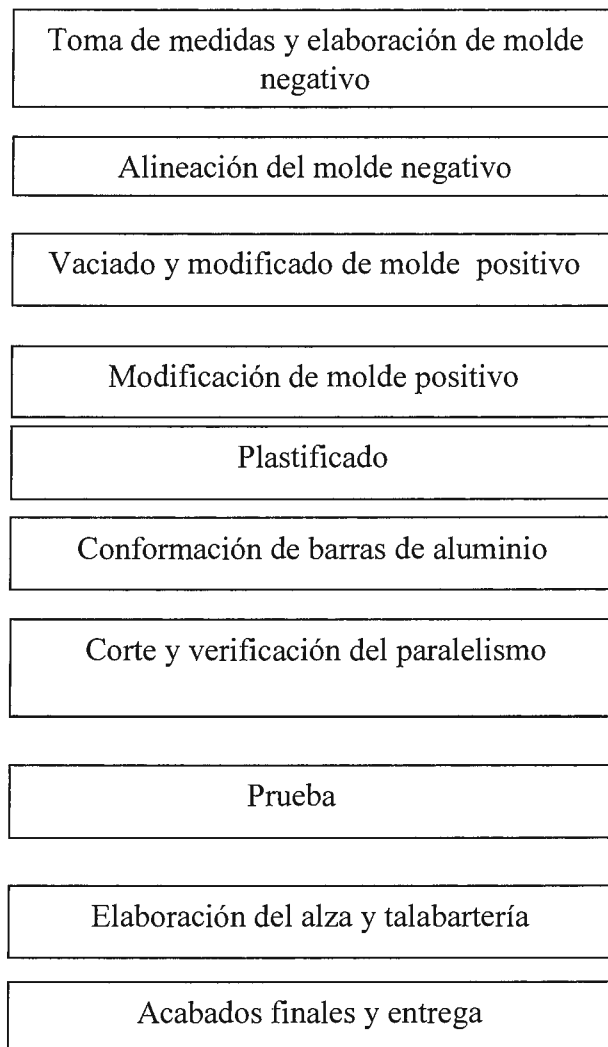 Toma de medidas y elaboración de molde
negativo
Alineación del molde negativo
Vaciado y modificado de molde positivo
Modificación de molde positivo
Plastificado
Conformación de barras de aluminio
Corte y verificación del paralelismo
Prueba
Elaboración del alza y talabartería
Acabados finales y entrega